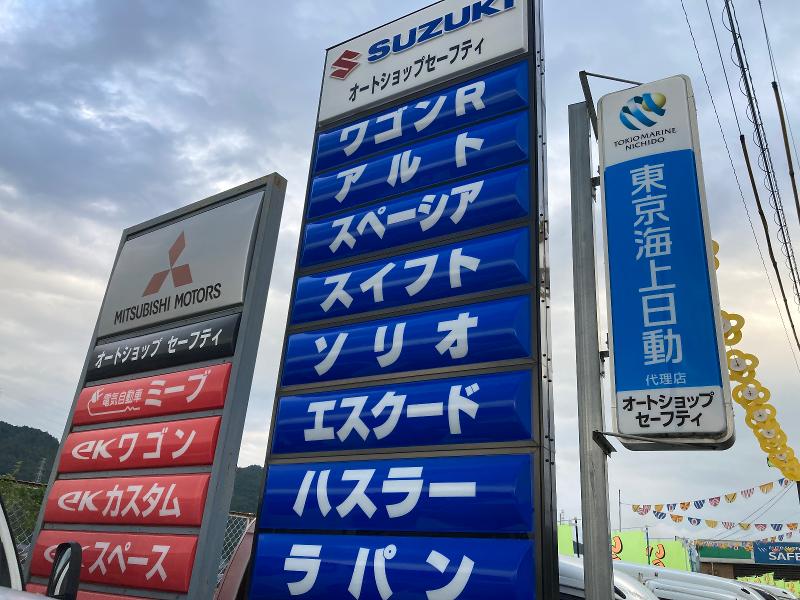 MITSUBISHI MOTORS
オートショップ セーフティ
電気自動車 ミーブ
eKワゴン
eKカスタム
スペース
SUZUKI
オートショップセーフティ
ワゴンR
アルト
スペーシア
スイフト
ソリオ
エスクード
ハスラー
ラパン
TOKIO MARINE
NICHIDO
東京海上日動
代理店
オートショップ
セーフティ